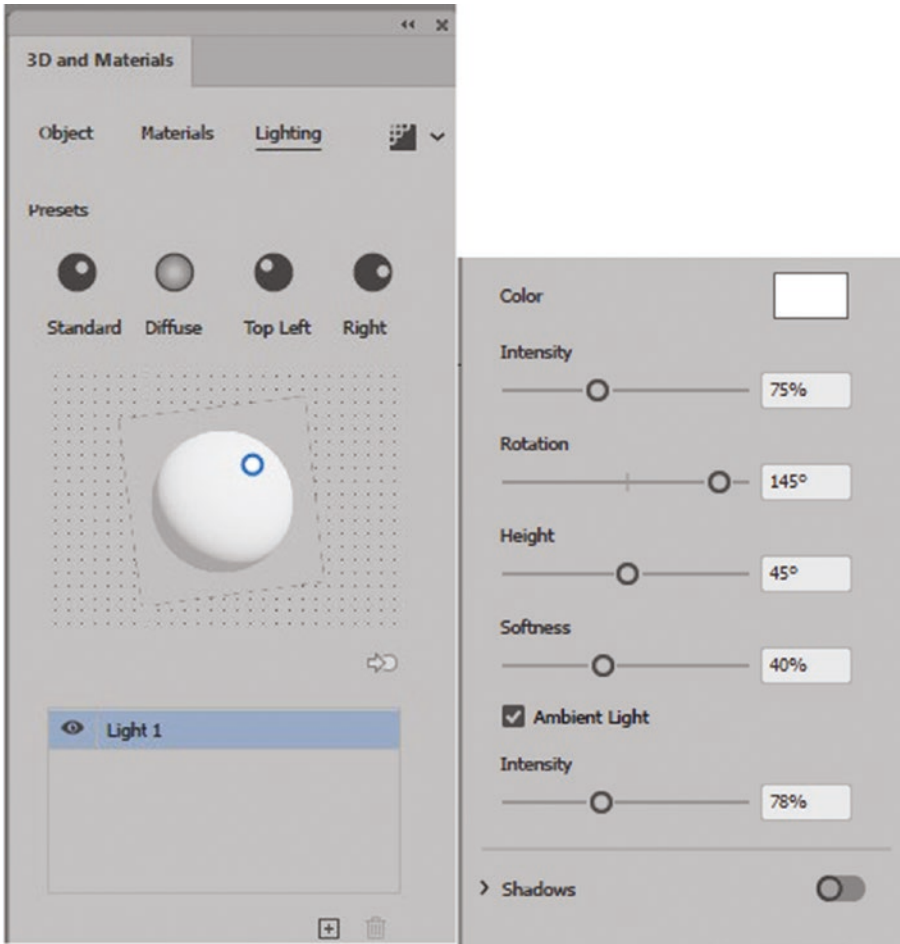 3D and Materials
Object Materials Lighting
Presets
Standard Diffuse Top Left Right
Light 1
Color
Intensity
75%
Rotation
145°
Height
45°
Softness
40%
Ambient Light
Intensity
78%
Shadows